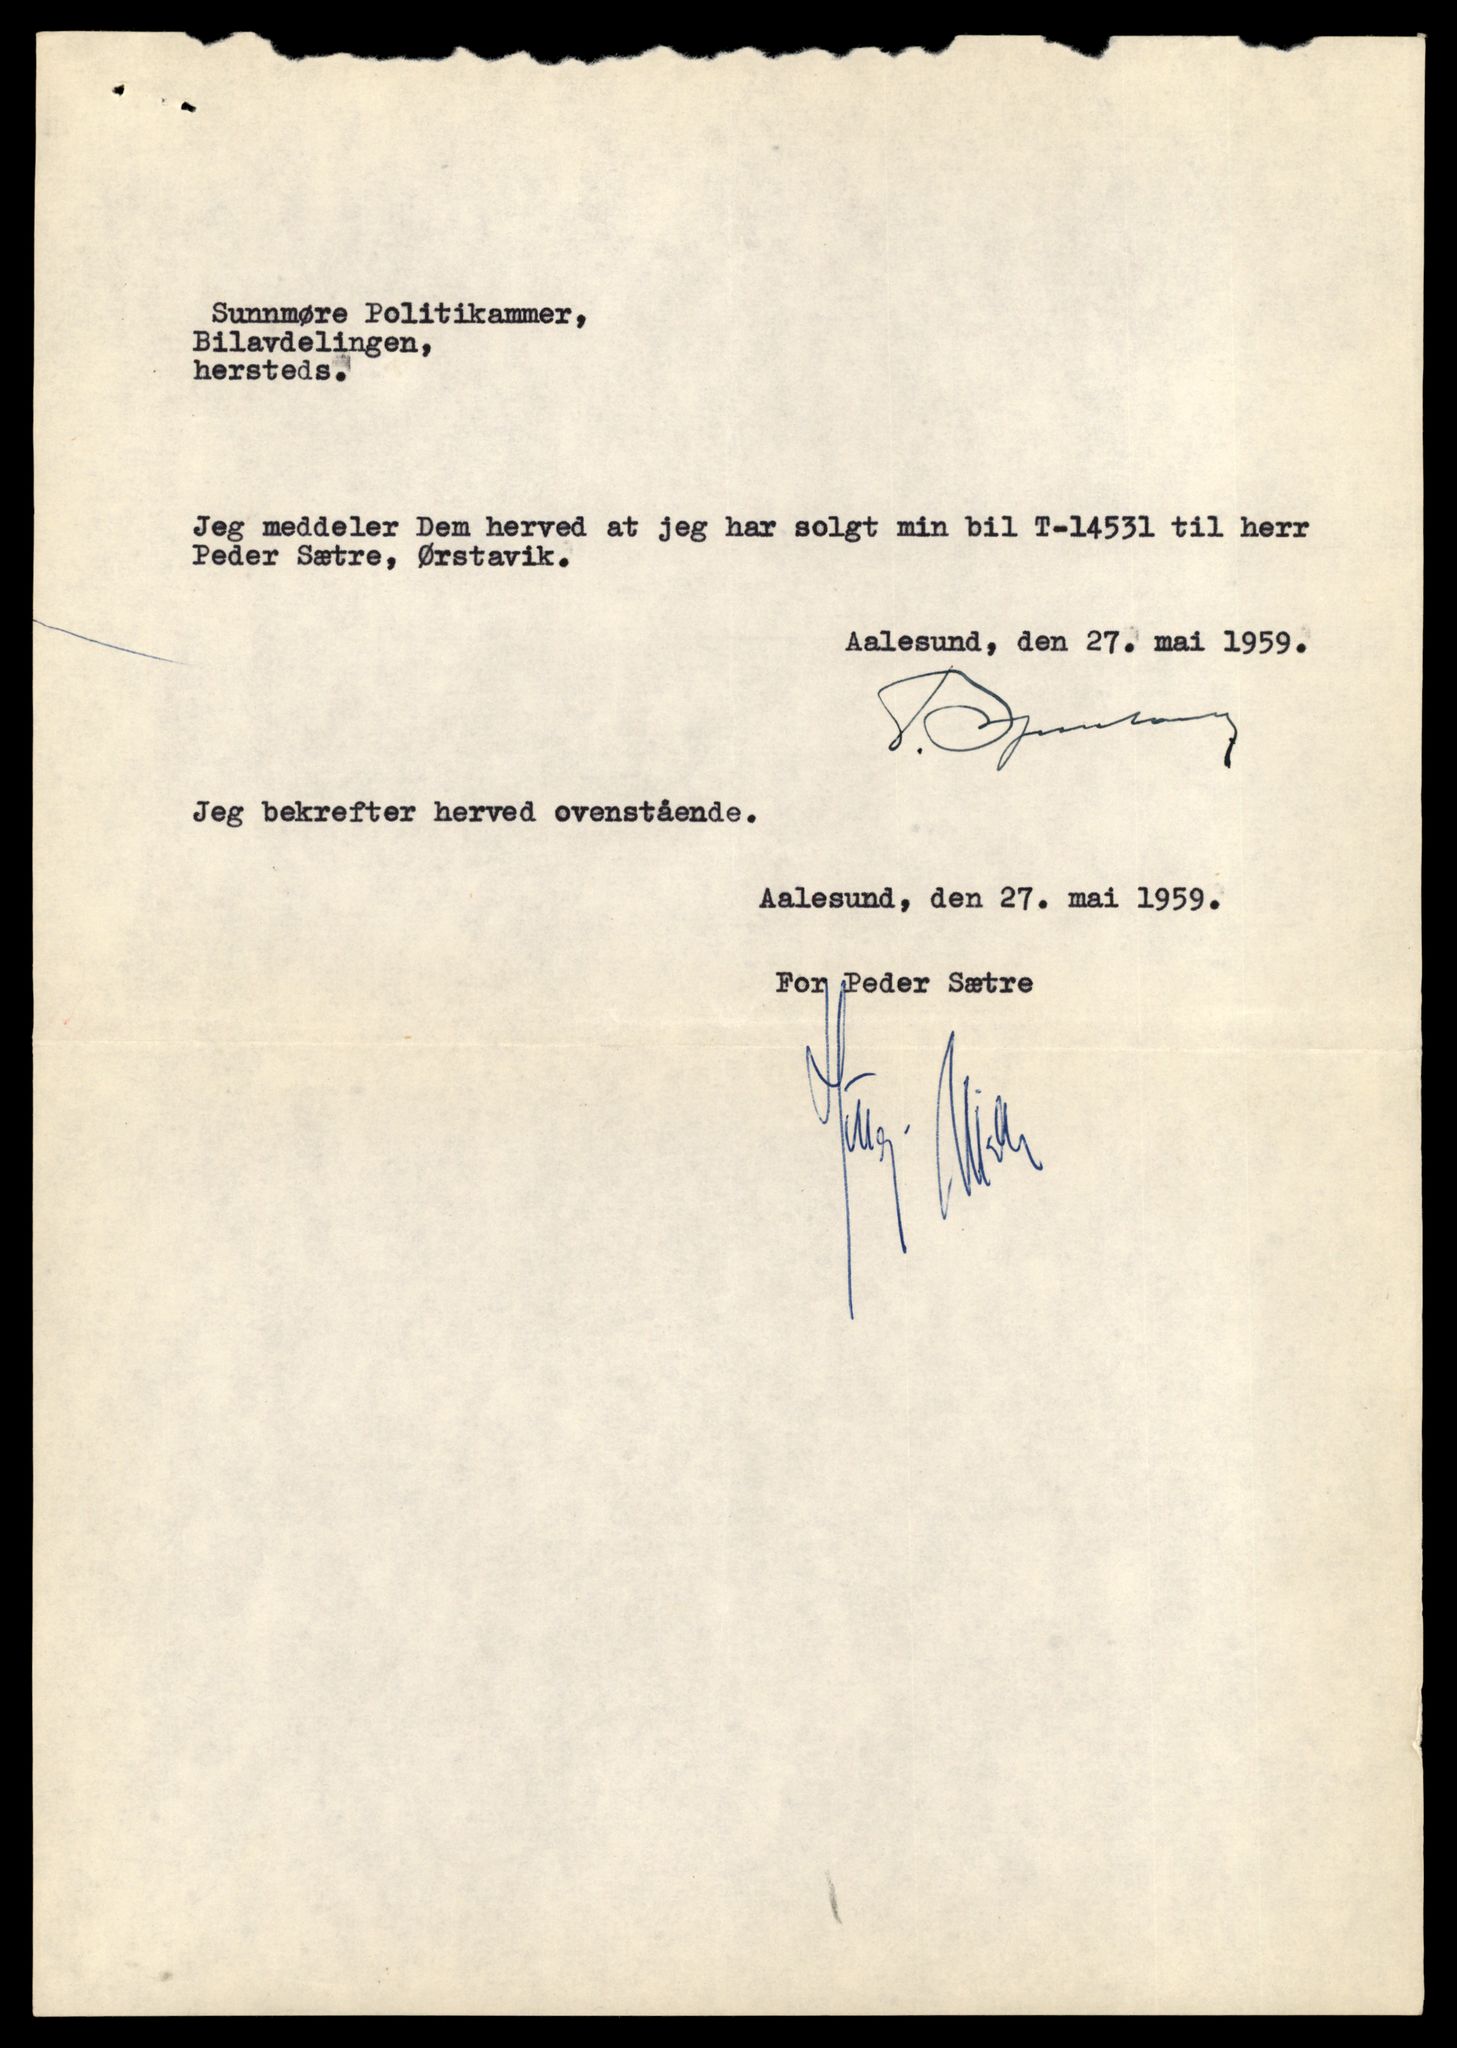 Sunnmøre Politikammer,
Bilavdelingen,
hersteds.
Jeg meddeler Dem herved at jeg har solgt min bil T-14531 til herr
Peder Sætre, Ørstavik.
Aalesund, den 27. mai 1959.
Jeg bekrefter herved ovenstående.
Aalesund, den 27. mai 1959.
For Peder Sætre